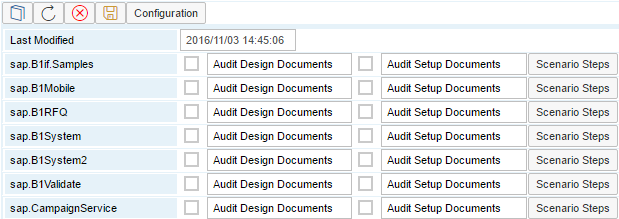 Configuration
Last Modified 2016/11/03 14:45:06
sap.B1if.Samples Audit Design Documents Audit Setup Documents Scenario Steps
sap.B1Mobile Audit Design Documents Audit Setup Documents Scenario Steps
sap.B1RFQ Audit Design Documents Audit Setup Documents Scenario Steps
sap.B1System Audit Design Documents Audit Setup Documents Scenario Steps
sap.B1System2 Audit Design Documents Audit Setup Documents Scenario Steps
sap.B1Validate Audit Design Documents Audit Setup Documents Scenario Steps
sap.CampaignService Audit Design Documents Audit Setup Documents Scenario Steps